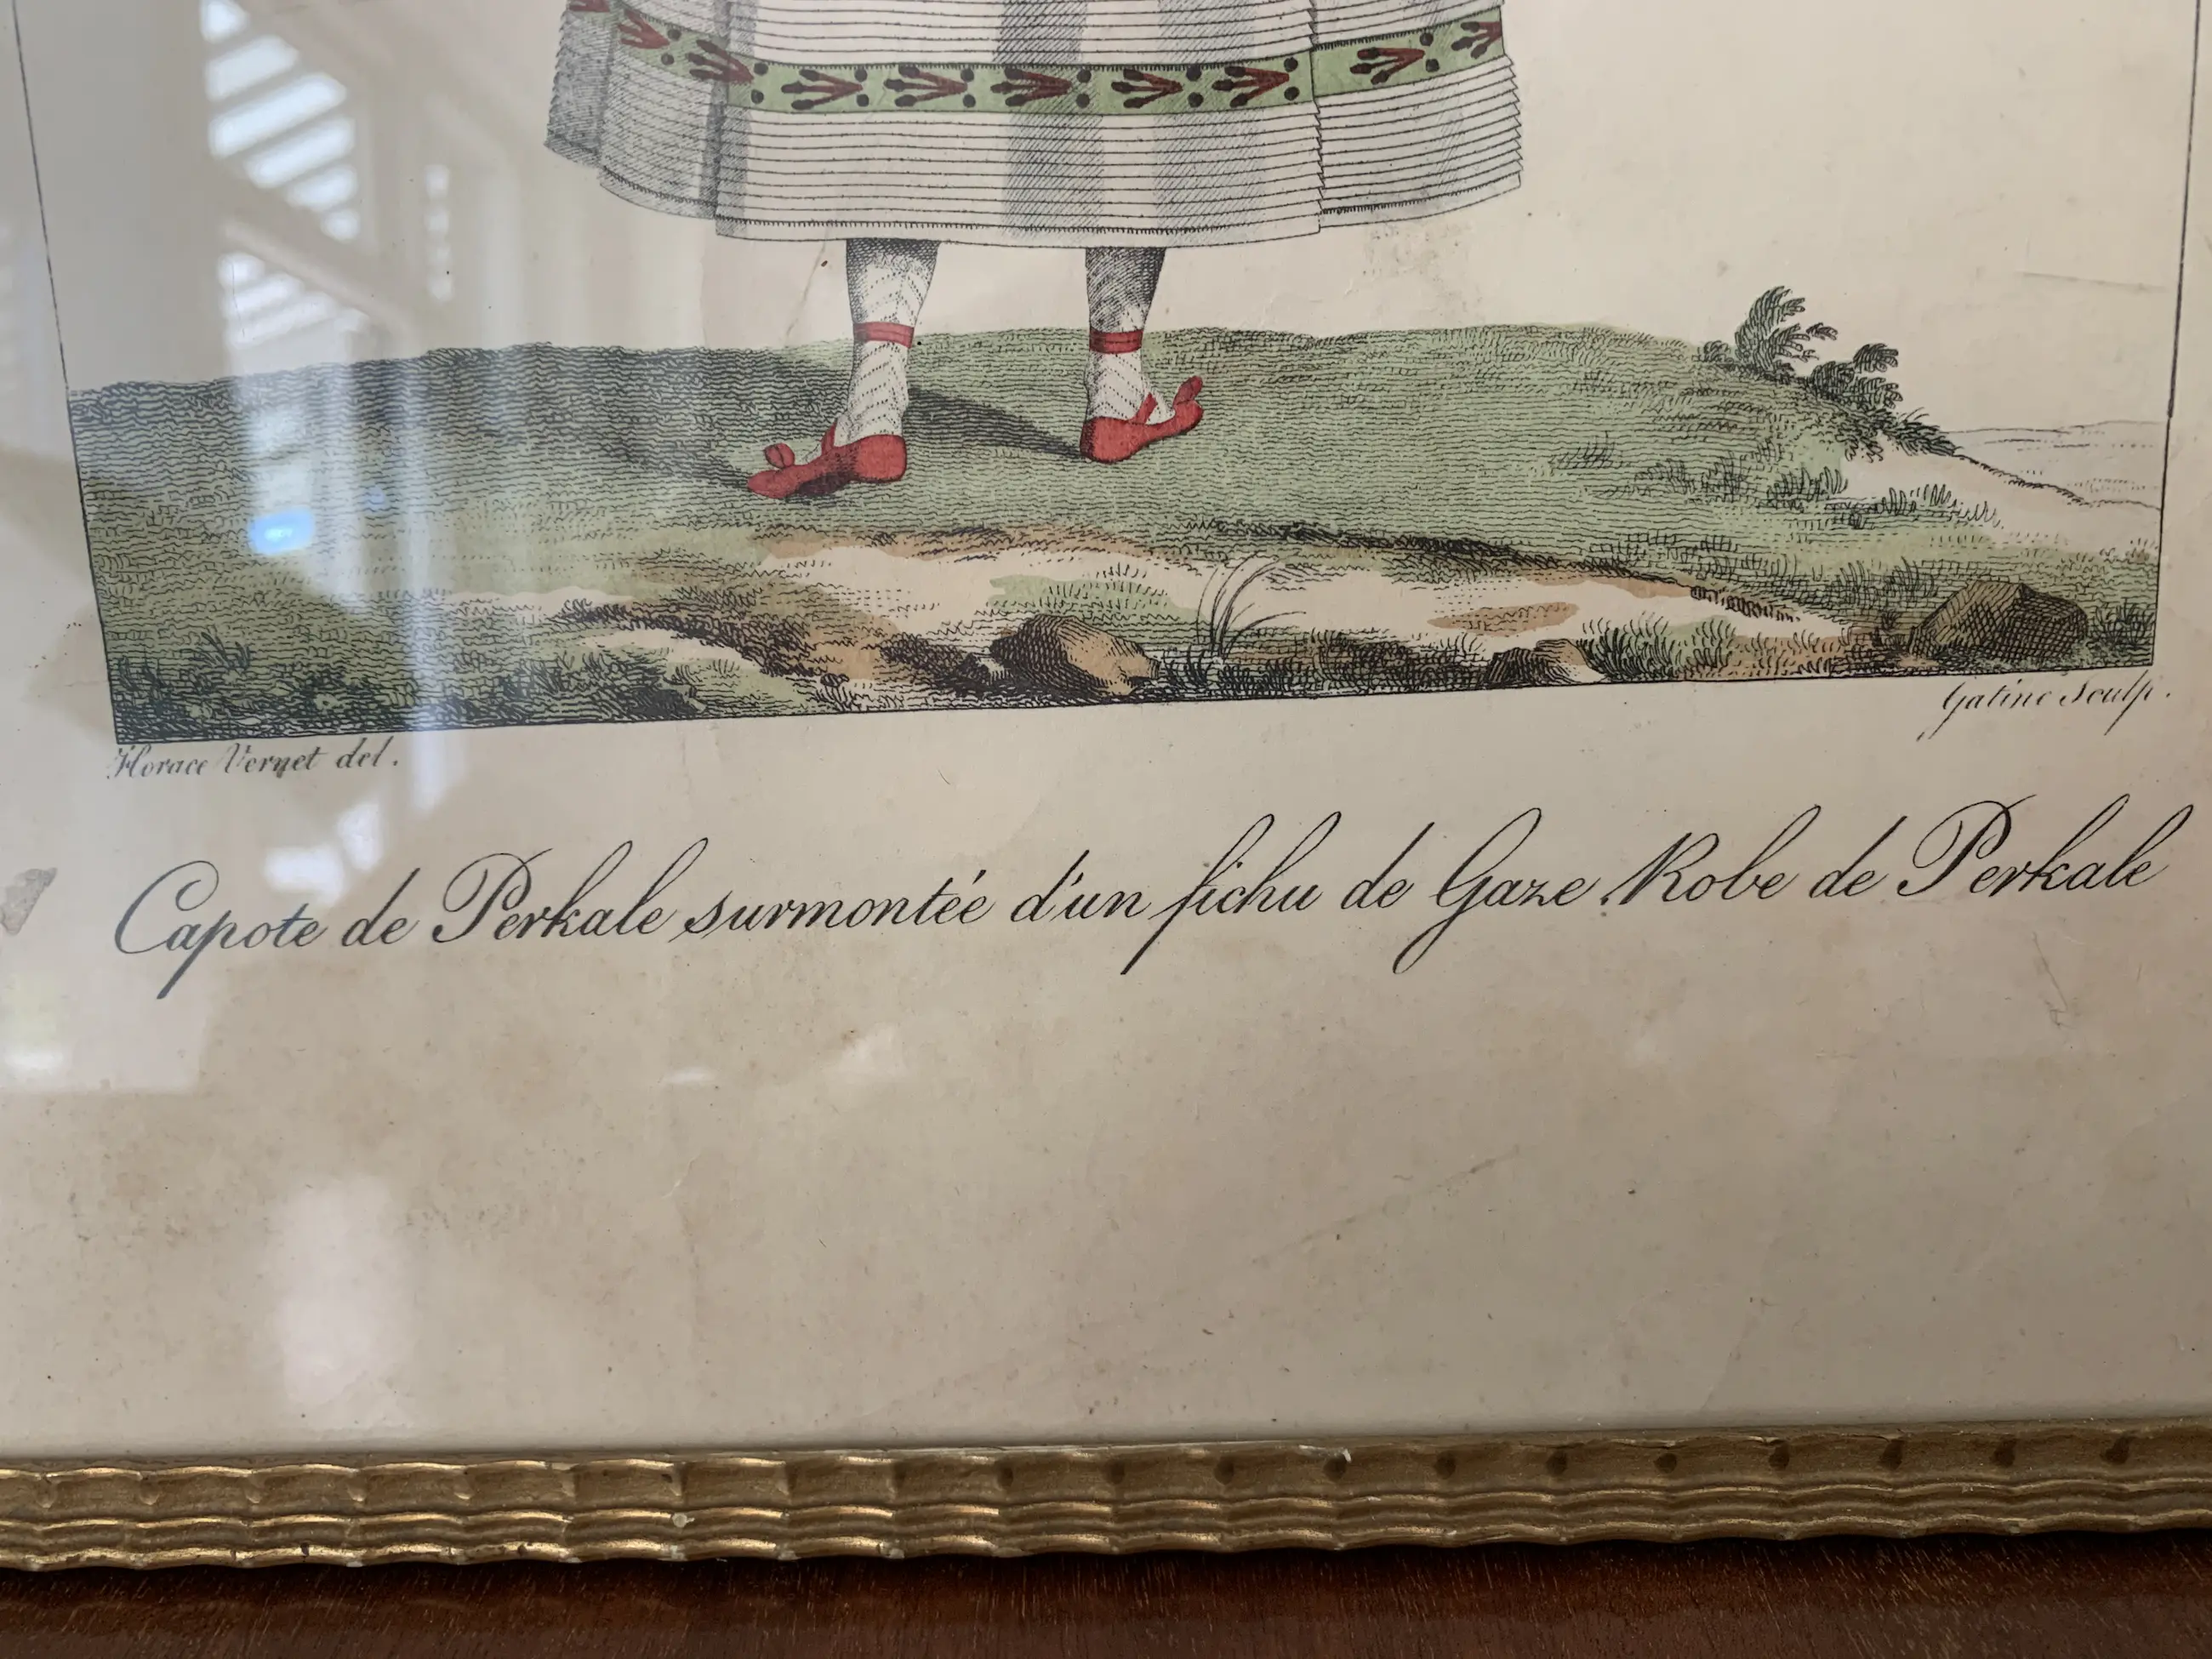 Horace Vernet del.
Gatine Sculp.
Capote de Perkale surmontée d'un fichu de Gaze. Robe de Perkale